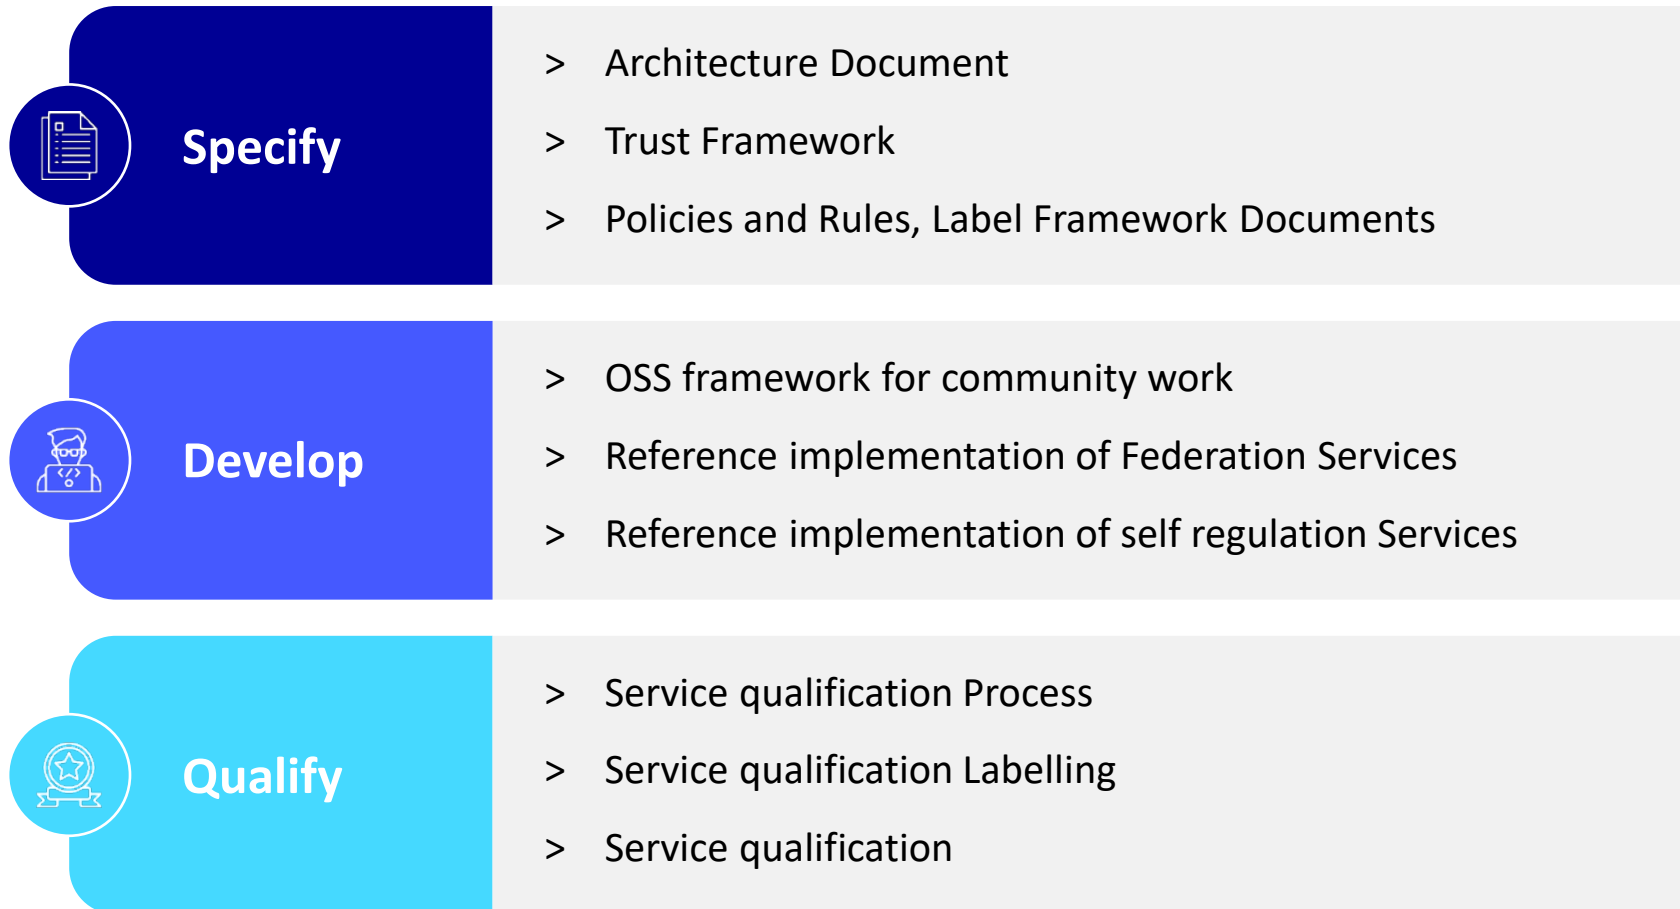 Specify
> Architecture Document
> Trust Framework
> Policies and Rules, Label Framework Documents
Develop
> OSS framework for community work
> Reference implementation of Federation Services
> Reference implementation of self regulation Services
Qualify
> Service qualification Process
> Service qualification Labelling
> Service qualification